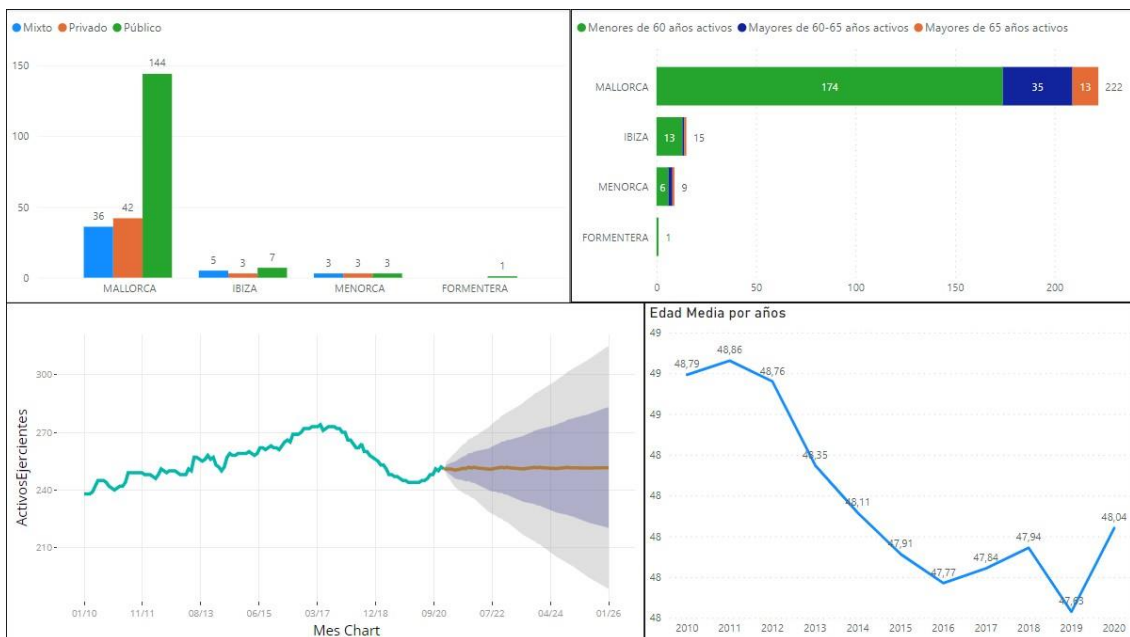 Mixto Privado Público
150
144
100
50
36
42
5
3
7
3
3
3
1
0
MALLORCA IBIZA MENORCA FORMENTERA
Menores de 60 años activos Mayores de 60-65 años activos Mayores de 65 años activos
MALLORCA 174 35 13 222
IBIZA 13 15
MENORCA 6 9
FORMENTERA 1
0 50 100 150 200
ActivosEjercientes
300
270
240
210
01/10 11/11 08/13 06/15 03/17 12/18 09/20 07/22 04/24 01/26
Mes Chart
Edad Media por años
49
49
49
48
48
48
48
48
48,79 48,86 48,76 48,35 48,11 47,91 47,77 47,84 47,94 47,63 48,04
2010 2011 2012 2013 2014 2015 2016 2017 2018 2019 2020